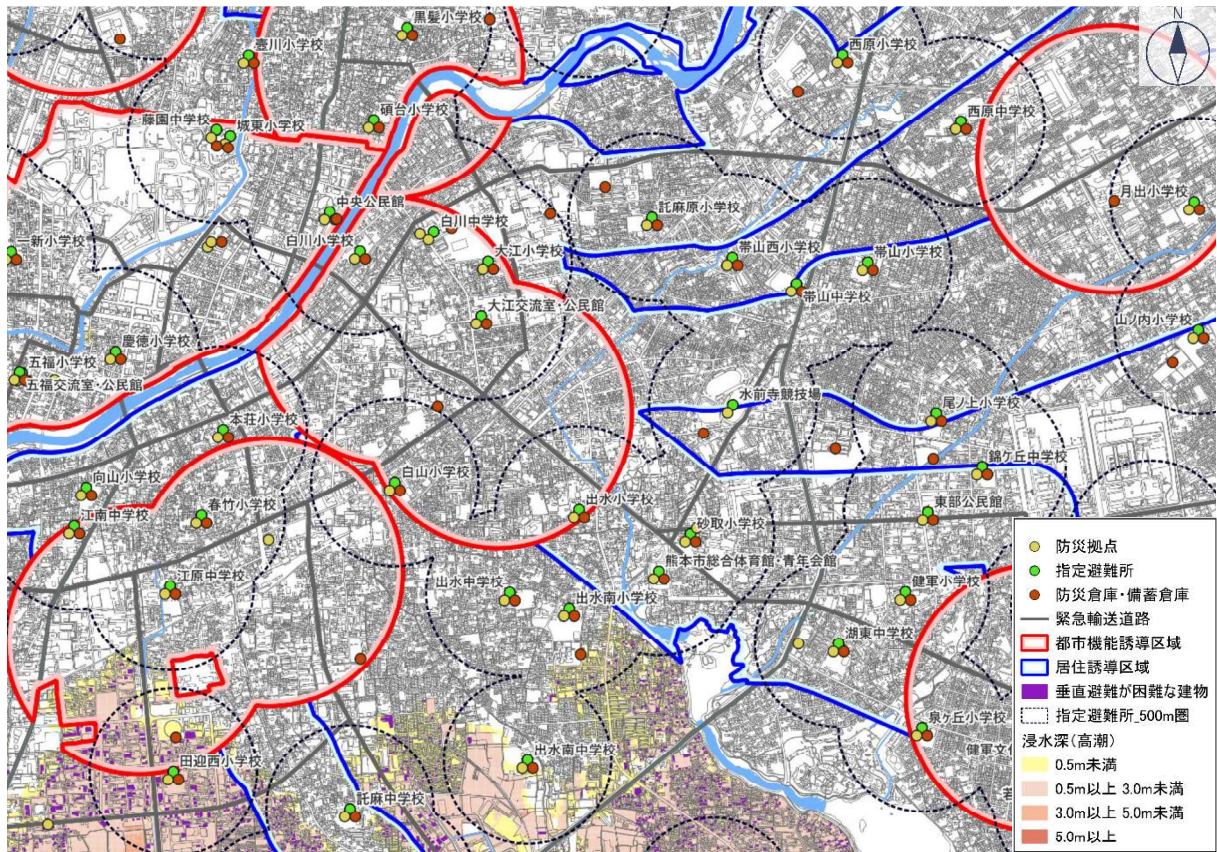 黒髪小学校
N
壷川小学校
西原小学校
碩台小学校
藤園中学校
城東小学校
西原中学校
月出小学校
中央公民館
託麻原小学校
白川中学校
一新小学校
白川小学校
大江小学校
帯山西小学校
帯山小学校
帯山中学校
大江交流室・公民館
山ノ内小学校
慶徳小学校
五福小学校
五福交流室・公民館
水前寺競技場
尾ノ上小学校
本荘小学校
錦ケ丘中学校
向山小学校
白山小学校
春竹小学校
江南中学校
出水小学校
東部公民館
砂取小学校
熊本市総合体育館・青年会館
江原中学校
出水中学校
出水南小学校
健軍小学校
湖東中学校
泉ケ丘小学校
健軍文
出水南中学校
田迎西小学校
託麻中学校
防災拠点
指定避難所
防災倉庫・備蓄倉庫
緊急輸送道路
都市機能誘導区域
居住誘導区域
垂直避難が困難な建物
指定避難所_500m圏
浸水深(高潮)
0.5m未満
0.5m以上 3.0m未満
3.0m以上 5.0m未満
5.0m以上